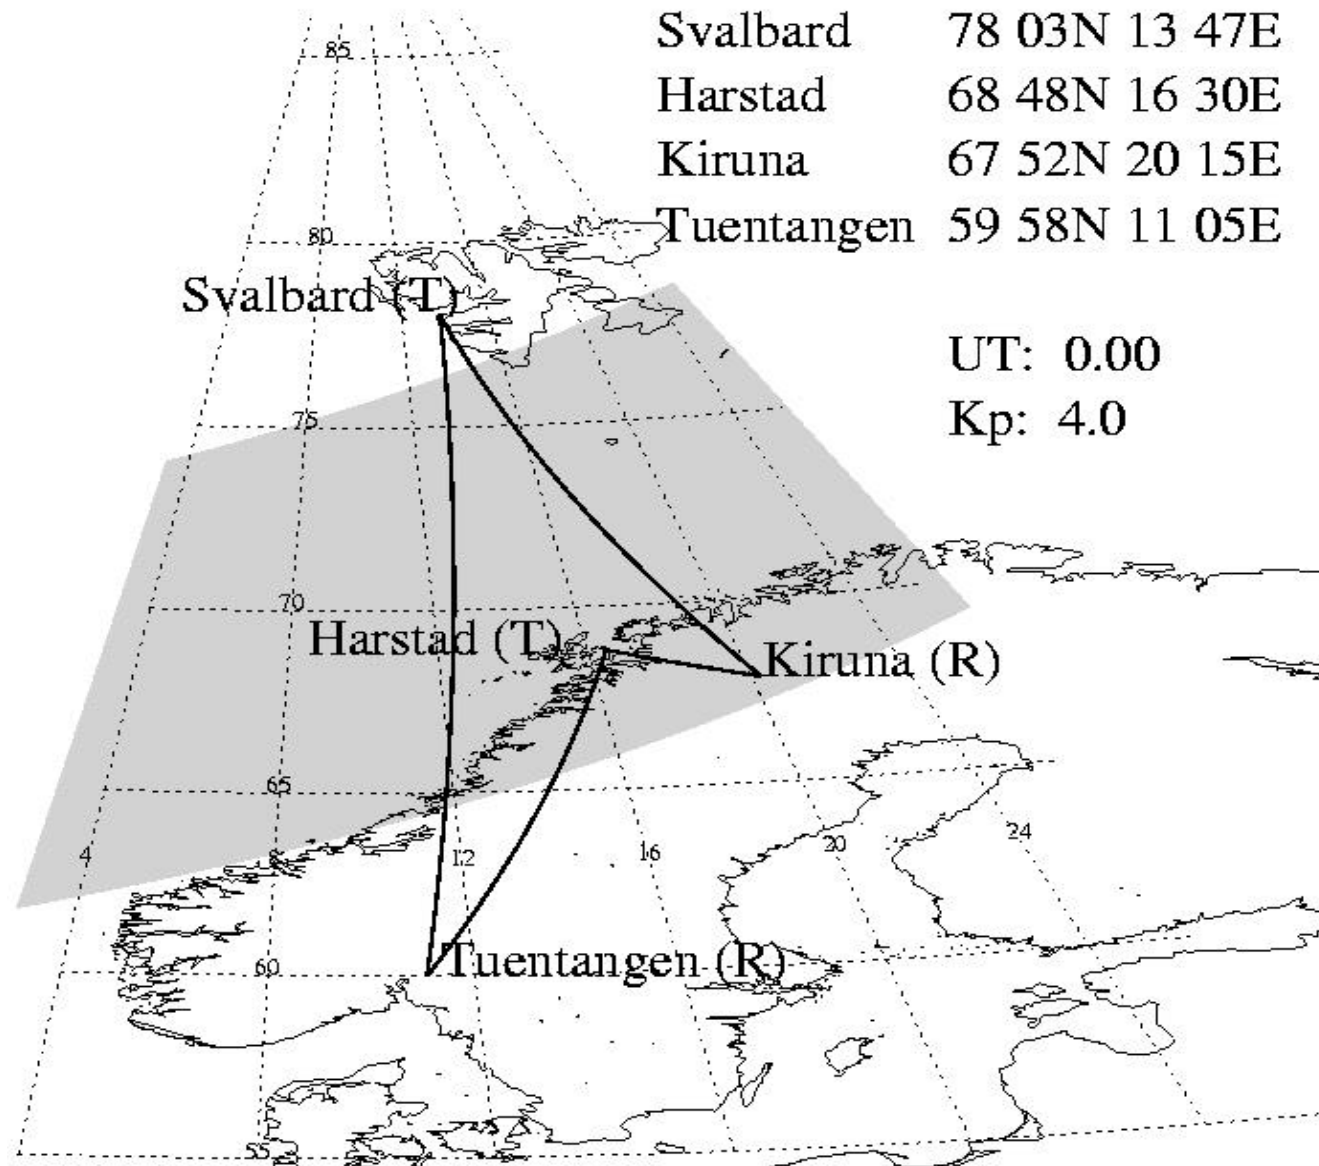 Svalbard 78 03N 13 47E
85
Harstad 68 48N 16 30E
Kiruna 67 52N 20 15E
Tuentangen 59 58N 11 05E
80
Svalbard (T)
UT: 0.00
Kp: 4.0
75
70
Harstad (T)
Kiruna (R)
65
4
12
16
20
24
Tuentangen (R)
60
55